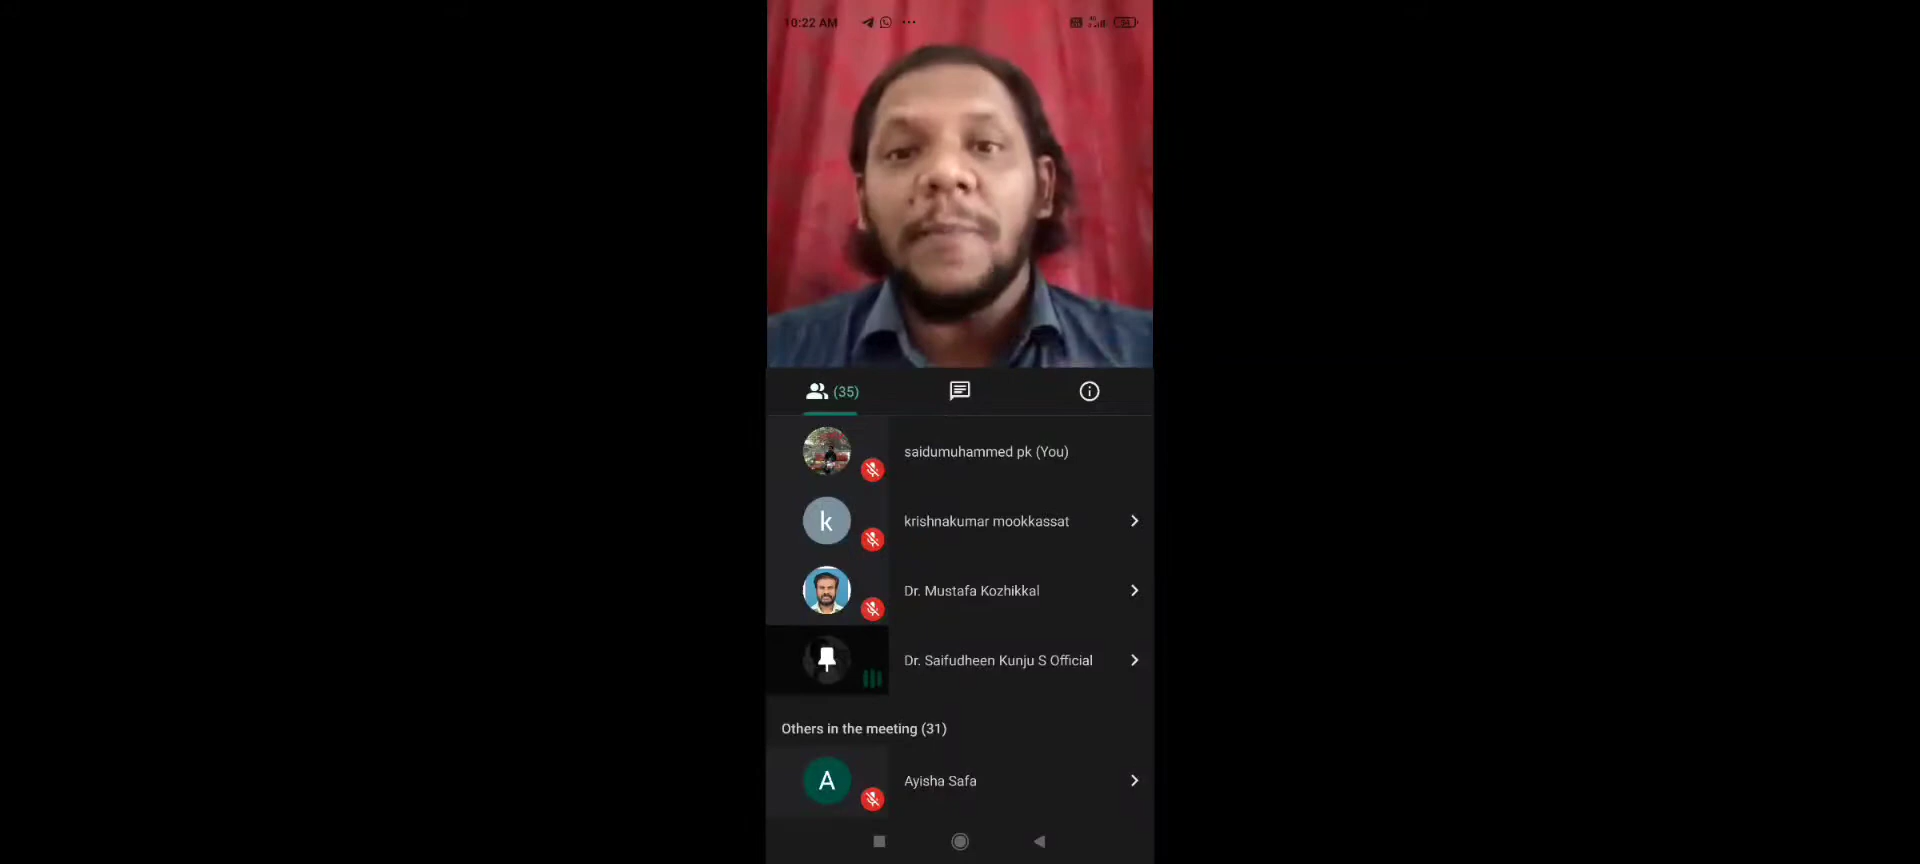 10:22 AM
(35)
saidumuhammed pk (You)
k
krishnakumar mookkassat
Dr. Mustafa Kozhikkal
Dr. Saifudheen Kunju S Official
Others in the meeting (31)
A
Ayisha Safa